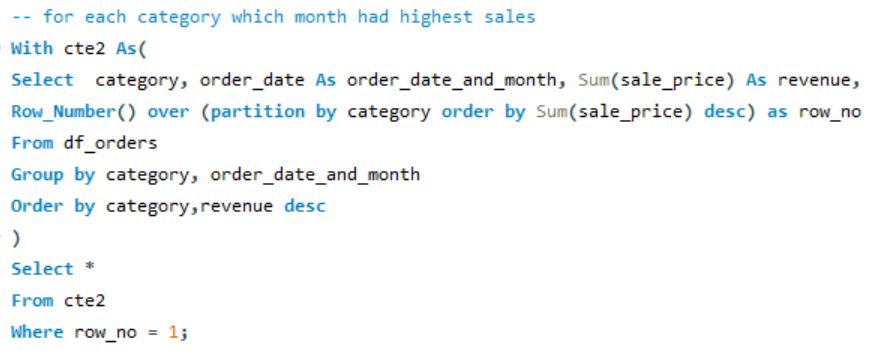 -- for each category which month had highest sales
With cte2 As(
Select  category, order_date As order_date_and_month, Sum(sale_price) As revenue,
Row_Number() over (partition by category order by Sum(sale_price) desc) as row_no
From df_orders
Group by category, order_date_and_month
Order by category,revenue desc
)
Select *
From cte2
Where row_no = 1;